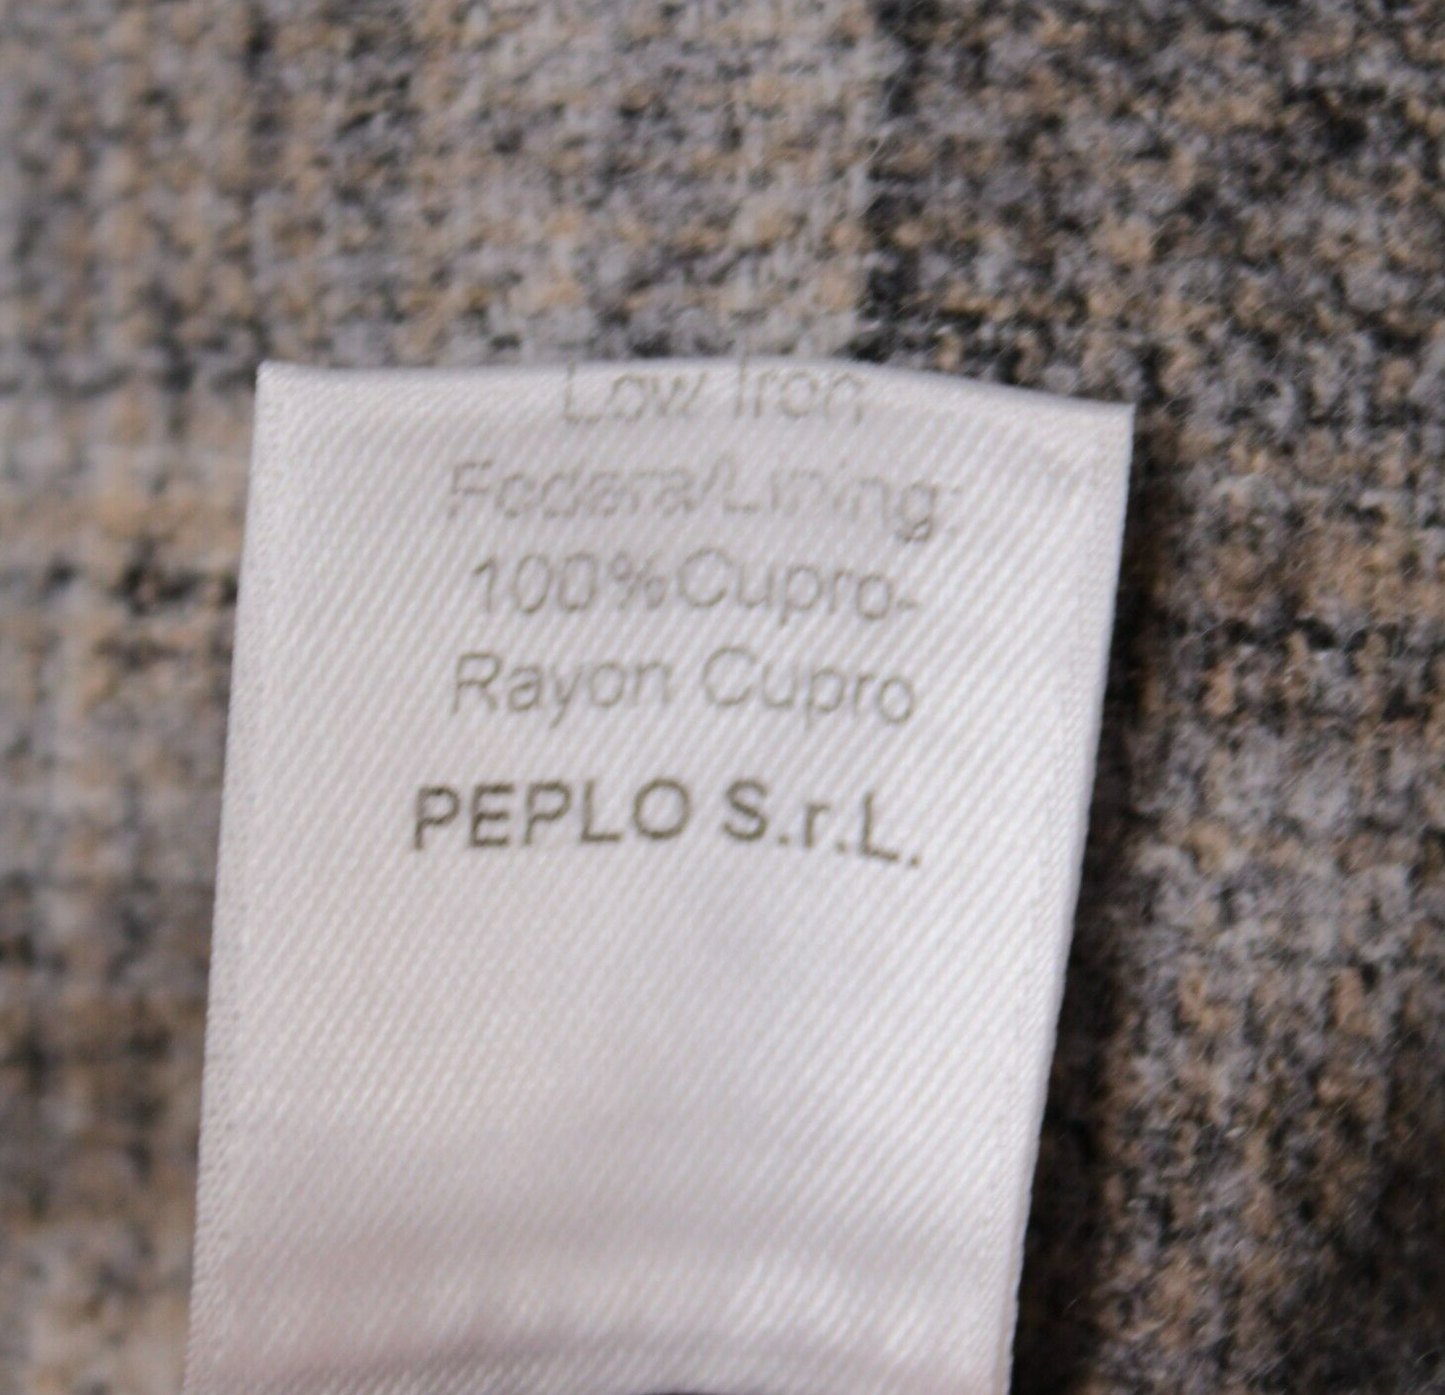 Low Iron
Fodera/Lining:
100%Cupro-
Rayon Cupro
PEPLO S.r.L.